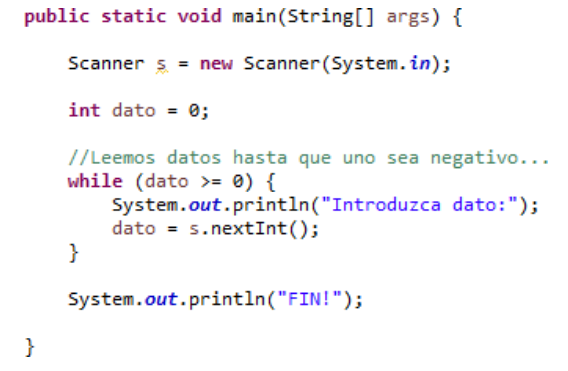 public static void main(String[] args) {
Scanner s = new Scanner(System.in);
int dato = 0;
//Leemos datos hasta que uno sea negativo...
while (dato >= 0) {
System.out.println("Introduzca dato:");
dato = s.nextInt();
}
System.out.println("FIN!");
}